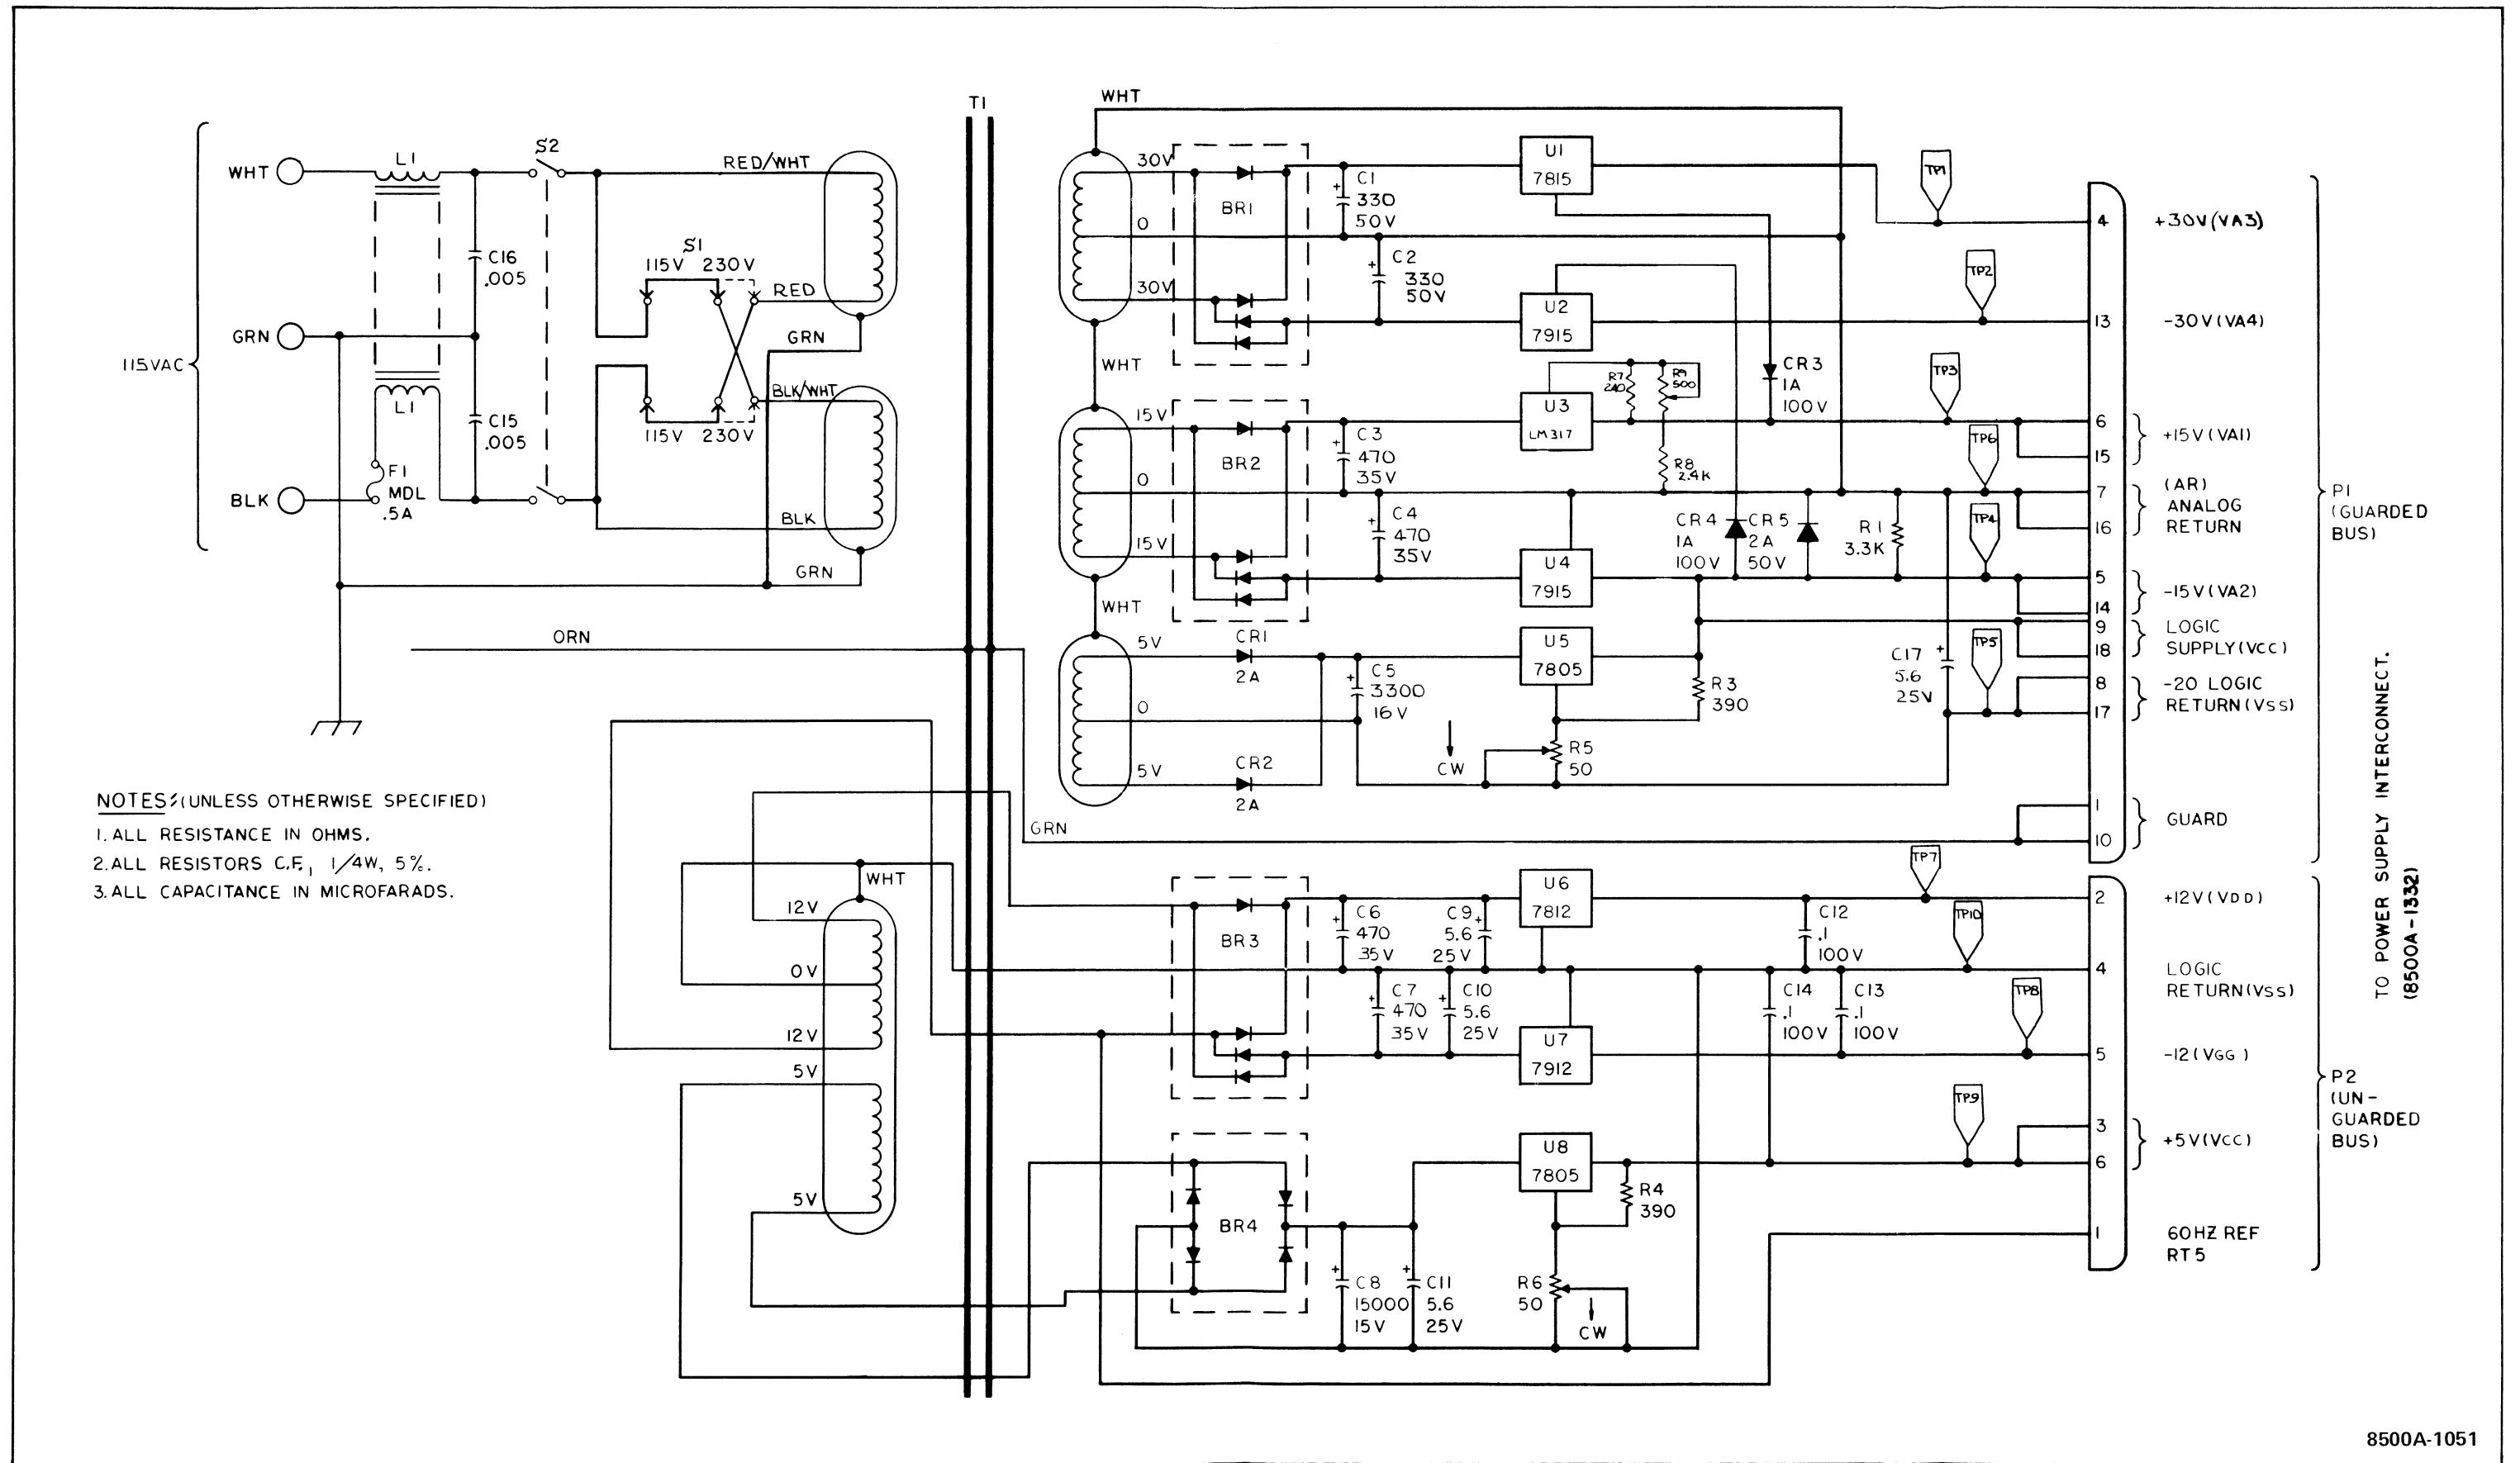 T1
WHT
115VAC
WHT
L1
S2
RED/WHT
C16
.005
S1
115V 230V
RED
GRN
GRN
BLK/WHT
L1
C15
.005
115V 230V
F1
MDL
.5A
BLK
BLK
GRN
ORN
NOTES: (UNLESS OTHERWISE SPECIFIED)
1. ALL RESISTANCE IN OHMS.
2. ALL RESISTORS C.F., 1/4W, 5%.
3. ALL CAPACITANCE IN MICROFARADS.
WHT
12V
0V
12V
5V
5V
30V
0
30V
BR1
C1
330
50V
C2
330
50V
U1
7815
U2
7915
TP1
TP2
WHT
15V
0
15V
BR2
C3
470
35V
C4
470
35V
U3
LM317
R7
240
R9
500
R8
2.4K
CR3
1A
100V
TP3
TP6
U4
7915
CR4
1A
100V
CR5
2A
50V
R1
3.3K
TP4
WHT
5V
0
5V
CR1
2A
CR2
2A
C5
3300
16V
U5
7805
R3
390
CW
R5
50
C17
5.6
25V
TP5
GRN
4
+30V(VA3)
13
-30V(VA4)
6
15
+15V(VA1)
7
16
(AR)
ANALOG
RETURN
5
14
-15V(VA2)
9
18
LOGIC
SUPPLY(VCC)
8
17
-20 LOGIC
RETURN(VSS)
1
10
GUARD
P1
(GUARDED
BUS)
BR3
C6
470
35V
C9
5.6
25V
U6
7812
C12
.1
100V
TP7
TP10
C7
470
35V
C10
5.6
25V
U7
7912
C14
.1
100V
C13
.1
100V
TP8
BR4
C8
15000
15V
C11
5.6
25V
U8
7805
R4
390
R6
50
CW
TP9
2
+12V(VDD)
4
LOGIC
RETURN(VSS)
5
-12(VGG)
3
6
+5V(VCC)
1
60HZ REF
RT5
P2
(UN-
GUARDED
BUS)
TO POWER SUPPLY INTERCONNECT.
(8500A-1332)
8500A-1051